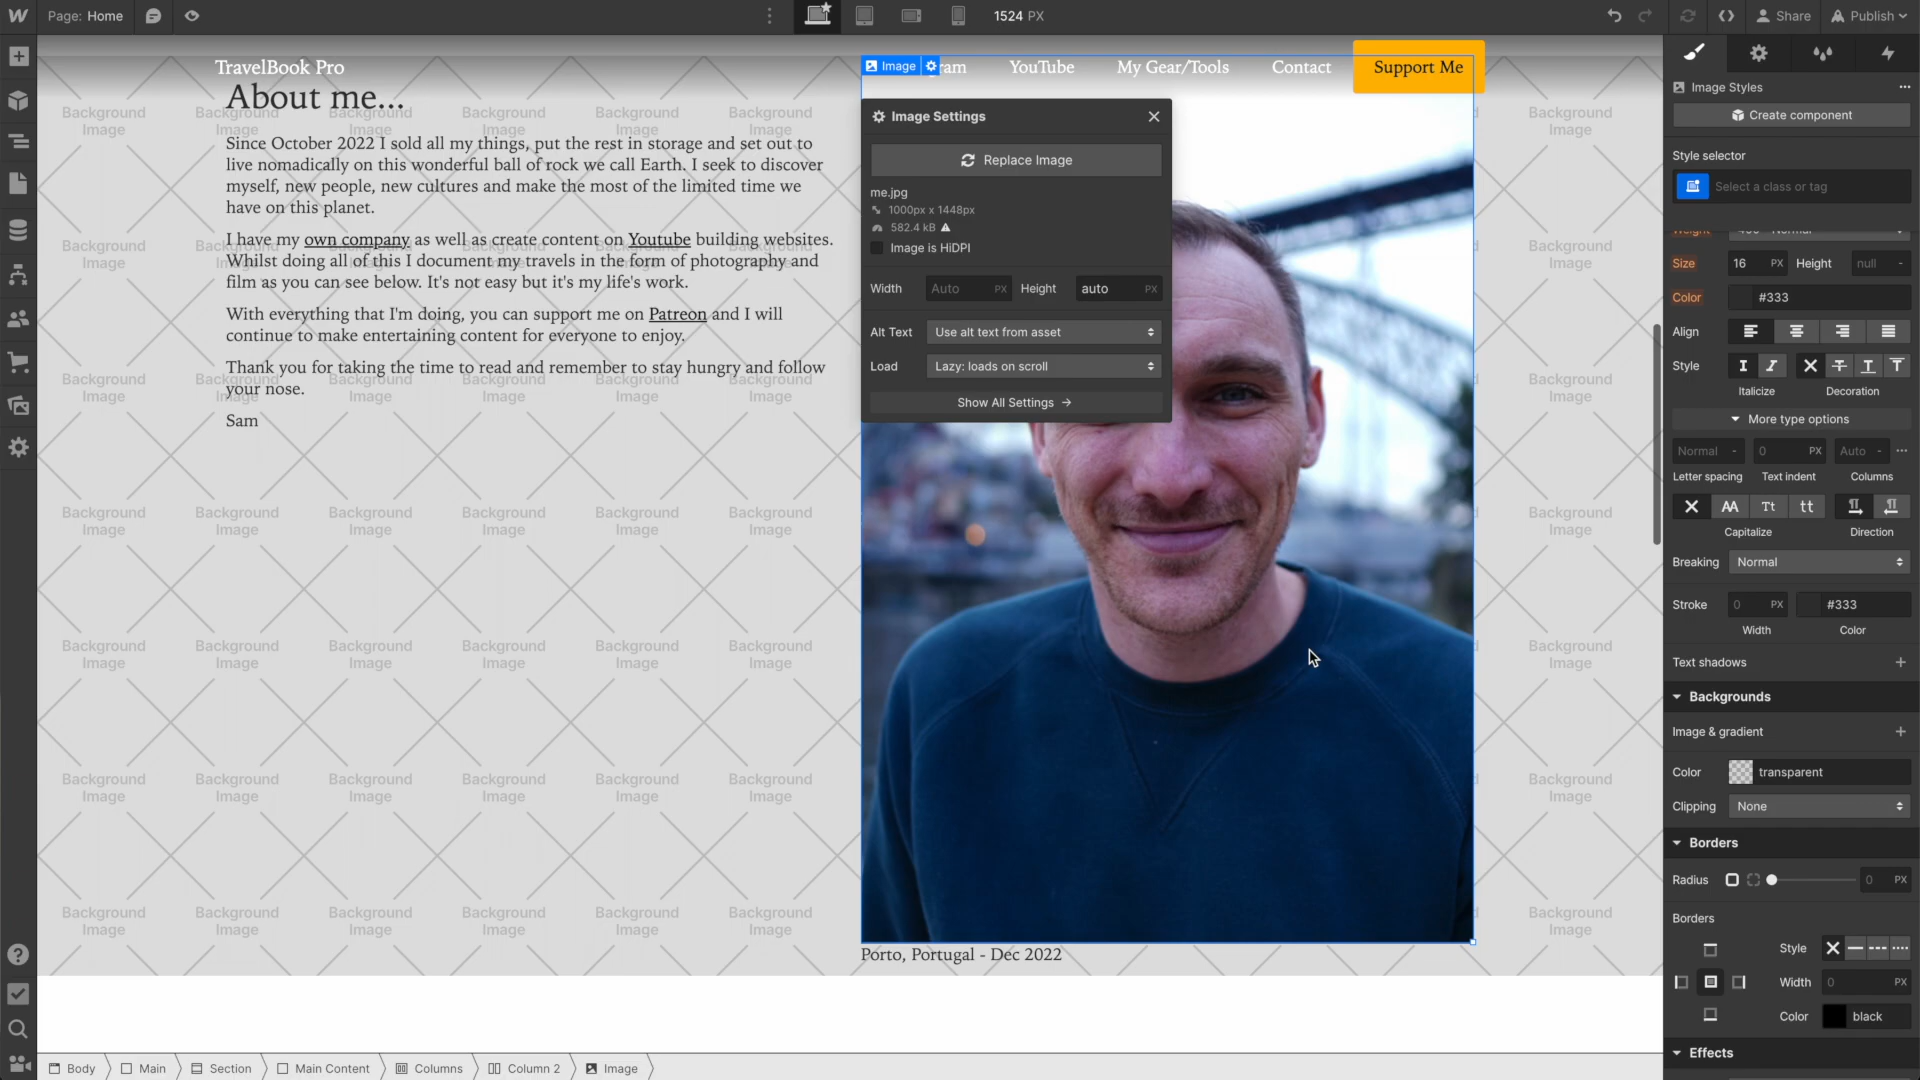 Page: Home
1524 PX
Share
Publish
TravelBook Pro
Image
gram
YouTube
My Gear/Tools
Contact
Support Me
About me...
Since October 2022 I sold all my things, put the rest in storage and set out to
live nomadically on this wonderful ball of rock we call Earth. I seek to discover
myself, new people, new cultures and make the most of the limited time we
have on this planet.
I have my own company as well as create content on Youtube building websites.
Whilst doing all of this I document my travels in the form of photography and
film as you can see below. It's not easy but it's my life's work.
With everything that I'm doing, you can support me on Patreon and I will
continue to make entertaining content for everyone to enjoy.
Thank you for taking the time to read and remember to stay hungry and follow
your nose.
Sam
Background
Image
Background
Image
Background
Image
Background
Image
Background
Image
Background
Image
Background
Image
Image Settings
Replace Image
me.jpg
1000px x 1448px
582.4 kB
Image is HiDPI
Width Auto PX Height auto PX
Alt Text Use alt text from asset
Load Lazy: loads on scroll
Show All Settings
Porto, Portugal - Dec 2022
Image Styles
Create component
Style selector
Select a class or tag
Size 16 PX Height null -
Color #333
Align
Style
Italicize Decoration
More type options
Normal - 0 PX Auto -
Letter spacing Text indent Columns
AA Tt tt
Capitalize Direction
Breaking Normal
Stroke 0 PX #333
Width Color
Text shadows
Backgrounds
Image & gradient
Color transparent
Clipping None
Borders
Radius 0 PX
Borders
Style
Width 0 PX
Color black
Effects
Body Main Section Main Content Columns Column 2 Image